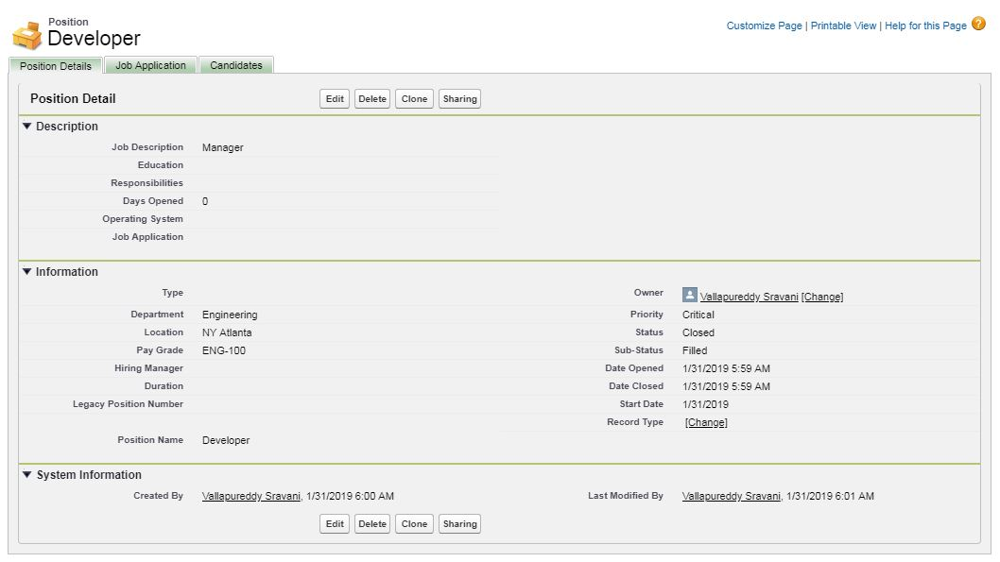 Position
Developer
Customize Page | Printable View | Help for this Page ?
Position Details Job Application Candidates
Position Detail Edit Delete Clone Sharing
Description
Job Description Manager
Education
Responsibilities
Days Opened 0
Operating System
Job Application
Information
Type Owner Vallapureddy Sravani [Change]
Department Engineering Priority Critical
Location NY Atlanta Status Closed
Pay Grade ENG-100 Sub-Status Filled
Hiring Manager Date Opened 1/31/2019 5:59 AM
Duration Date Closed 1/31/2019 5:59 AM
Legacy Position Number Start Date 1/31/2019
Record Type [Change]
Position Name Developer
System Information
Created By Vallapureddy Sravani, 1/31/2019 6:00 AM Last Modified By Vallapureddy Sravani, 1/31/2019 6:01 AM
Edit Delete Clone Sharing